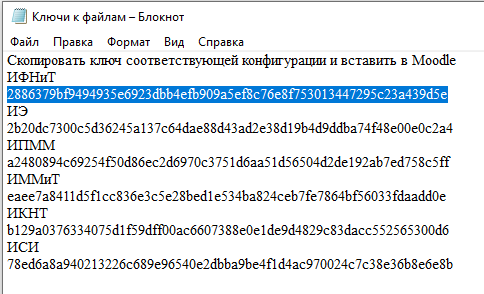 Ключи к файлам – Блокнот
Файл Правка Формат Вид Справка
Скопировать ключ соответствующей конфигурации и вставить в Moodle
ИФНиТ
2886379bf9494935e6923dbb4efb909a5ef8c76e8f753013447295c23a439d5e
ИЭ
2b20dc7300c5d36245a137c64dae88d43ad2e38d19b4d9ddba74f48e00e0c2a4
ИПММ
a2480894c69254f50d86ec2d6970c3751d6aa51d56504d2de192ab7ed758c5ff
ИММиТ
eaee7a8411d5f1cc836e3c5e28bed1e534ba824ceb7fe7864bf56033fdaadd0e
ИКНТ
b129a0376334075d1f59dff00ac6607388e0e1de9d4829c83dacc552565300d6
ИСИ
78ed6a8a940213226c689e96540e2dbba9be4f1d4ac970024c7c38e36b8e6e8b